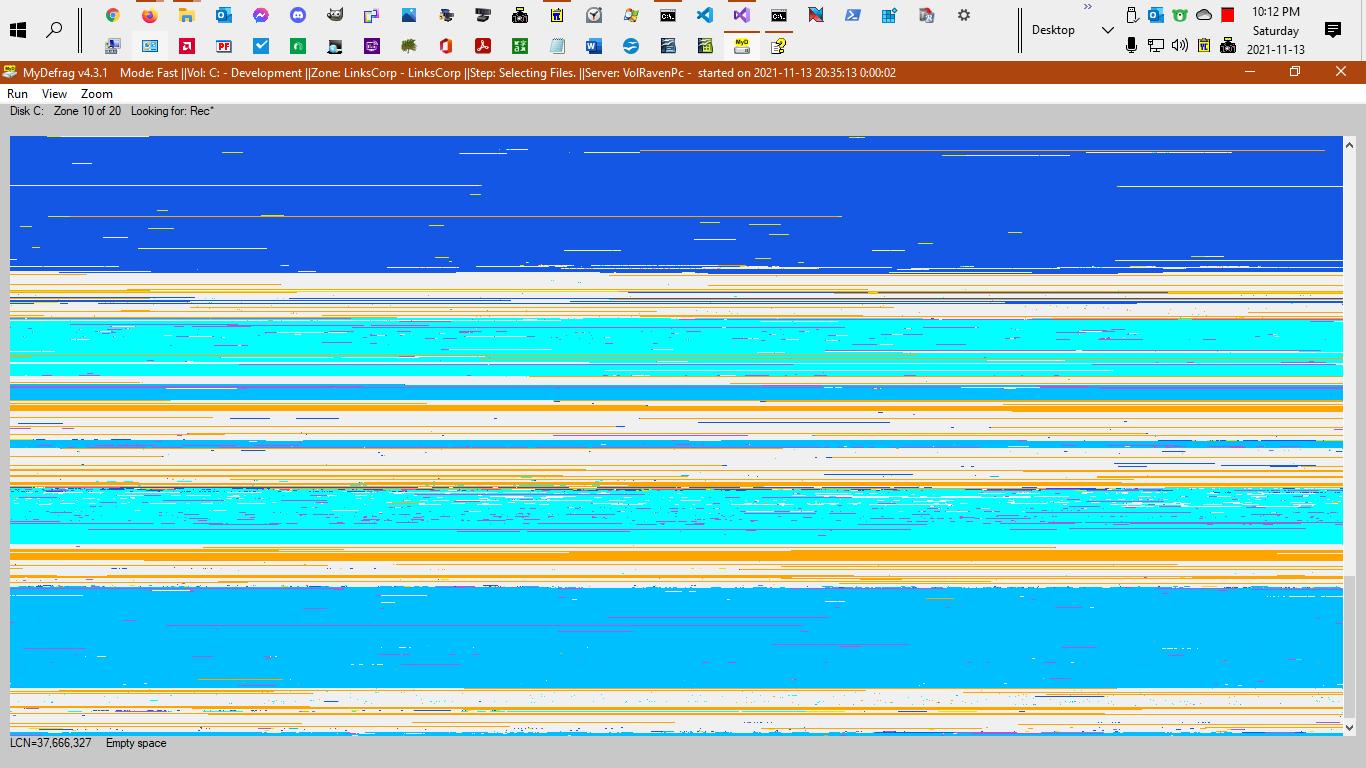 10:12 PM
Desktop
Saturday
2021-11-13
MyDefrag v4.3.1 Mode: Fast ||Vol: C: - Development ||Zone: LinksCorp - LinksCorp ||Step: Selecting Files. ||Server: VolRavenPc - started on 2021-11-13 20:35:13 0:00:02
Run View Zoom
Disk C: Zone 10 of 20 Looking for: Rec*
LCN=37,666,327 Empty space